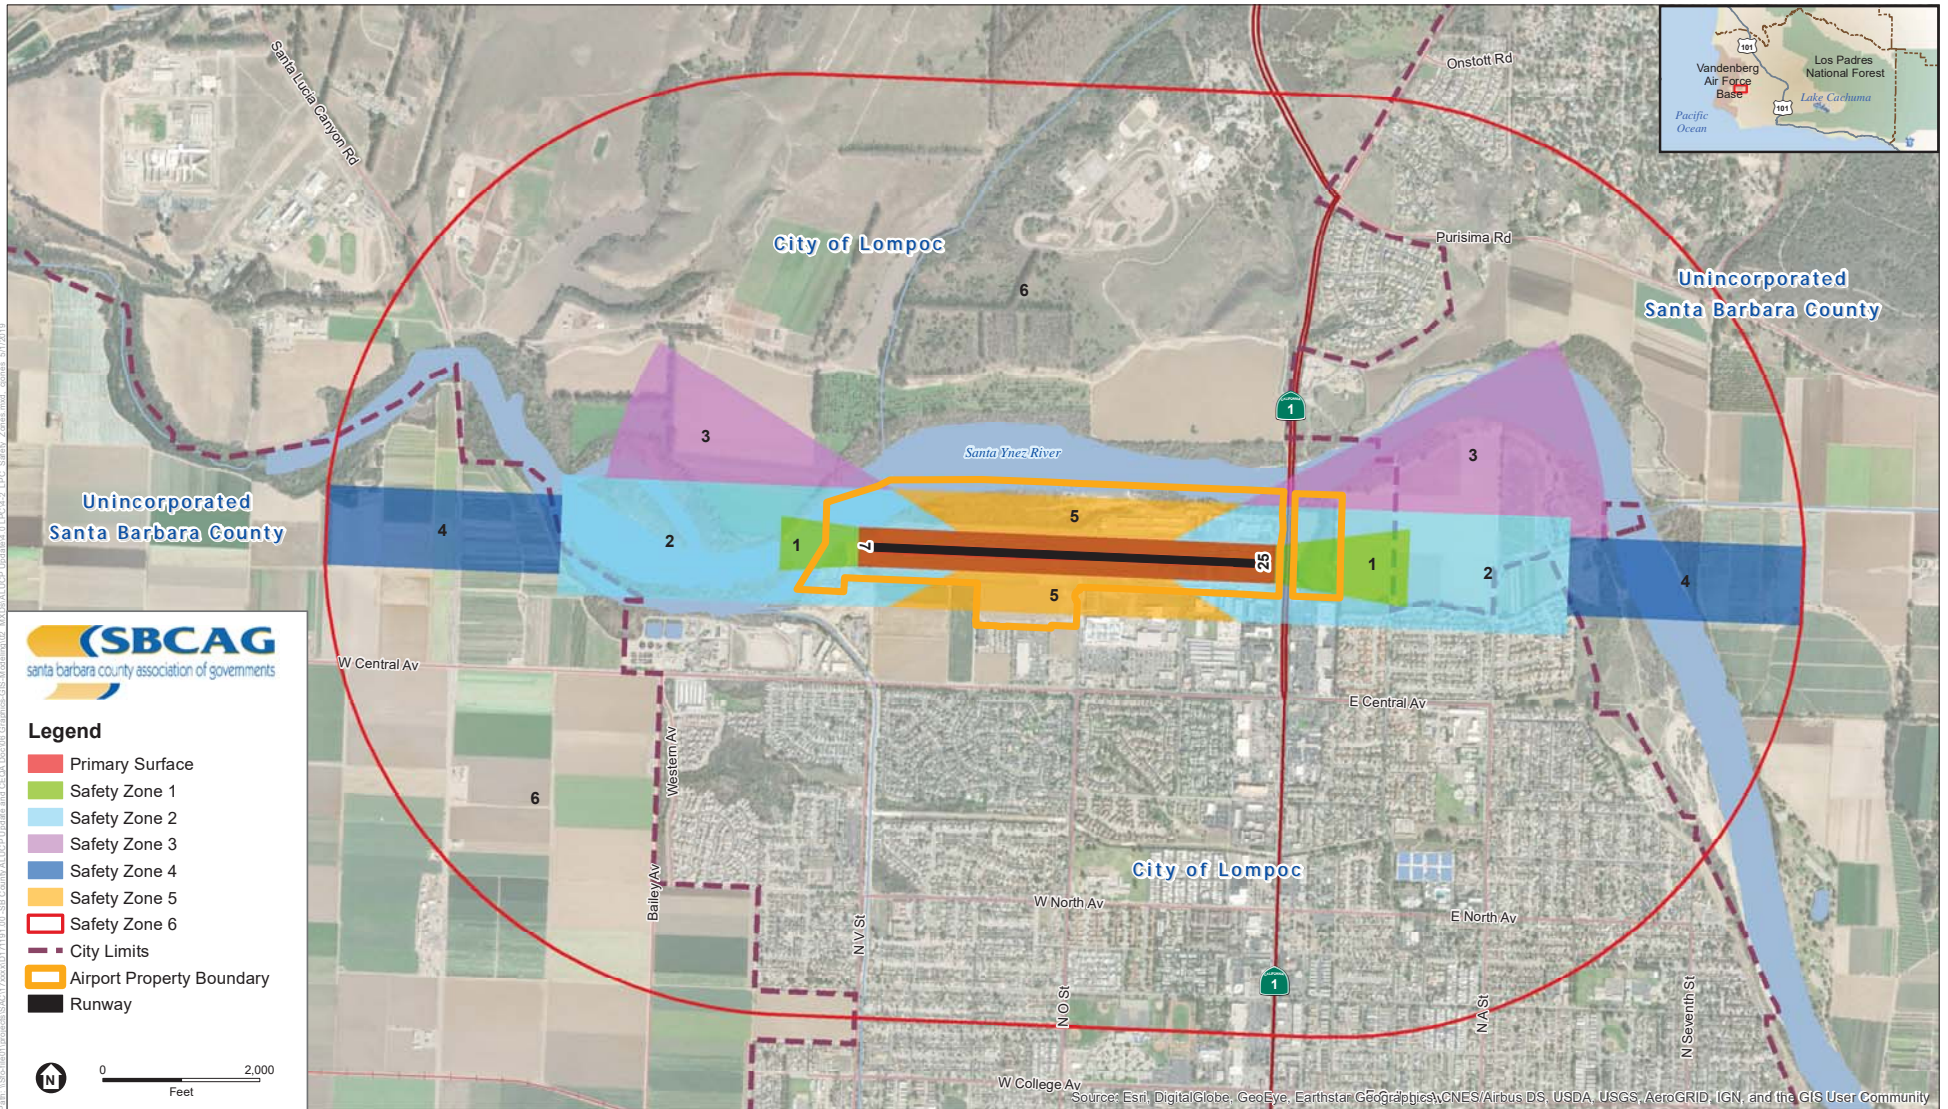 Santa Lucia Canyon Rd
Onstott Rd
101
Vandenberg
Air Force
Base
Los Padres
National Forest
Lake Cachuma
101
Pacific
Ocean
City of Lompoc
Purisima Rd
6
Unincorporated
Santa Barbara County
1
3
3
Santa Ynez River
Unincorporated
Santa Barbara County
4
2
1
7
5
25
5
1
2
4
W Central Av
E Central Av
Western Av
6
Bailey Av
N V St
City of Lompoc
W North Av
E North Av
1
N O St
N A St
N Seventh St
W College Av
SBCAG
santa barbara county association of governments
Legend
Primary Surface
Safety Zone 1
Safety Zone 2
Safety Zone 3
Safety Zone 4
Safety Zone 5
Safety Zone 6
City Limits
Airport Property Boundary
Runway
N
0 2,000
Feet
Source: Esri, DigitalGlobe, GeoEye, Earthstar Geographics, CNES/Airbus DS, USDA, USGS, AeroGRID, IGN, and the GIS User Community